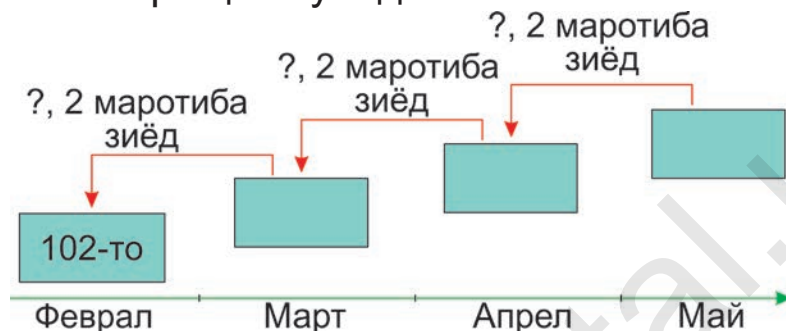 ?, 2 маротиба
зиёд
?, 2 маротиба
зиёд
?, 2 маротиба
зиёд
102-то
Феврал Март Апрел Май